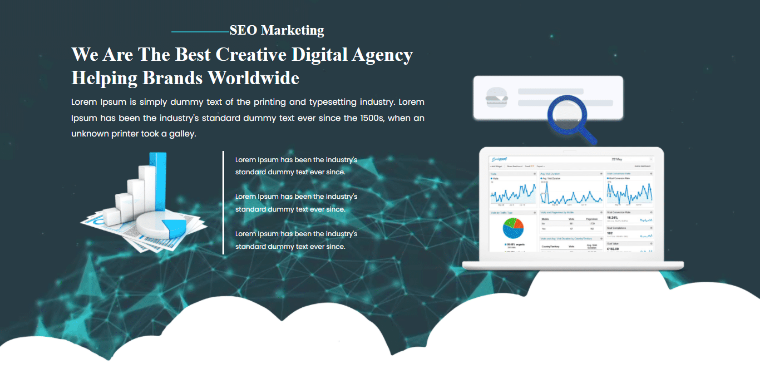 SEO Marketing
We Are The Best Creative Digital Agency
Helping Brands Worldwide
Lorem Ipsum is simply dummy text of the printing and typesetting industry. Lorem
Ipsum has been the industry's standard dummy text ever since the 1500s, when an
unknown printer took a galley.
Lorem Ipsum has been the industry's
standard dummy text ever since.
Lorem Ipsum has been the industry's
standard dummy text ever since.
Lorem Ipsum has been the industry's
standard dummy text ever since.